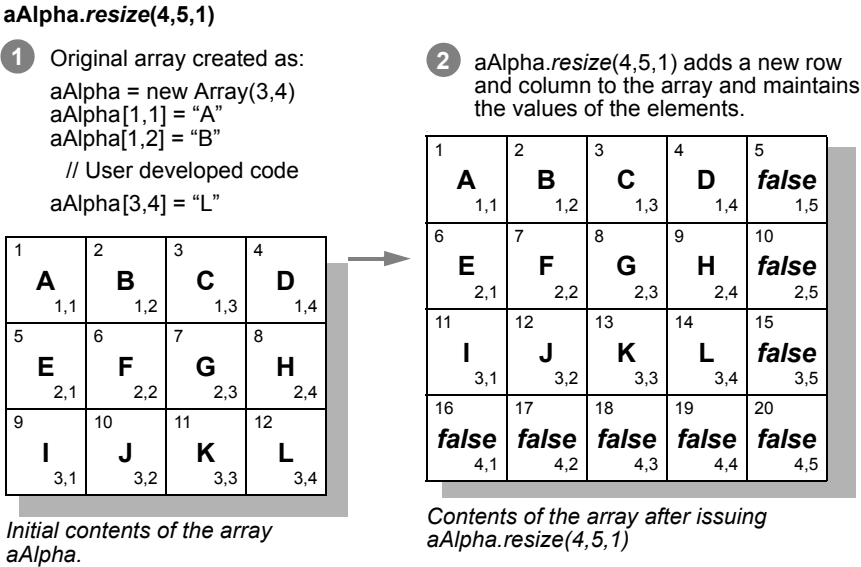 aAlpha.resize(4,5,1)
1 Original array created as:
aAlpha = new Array(3,4)
aAlpha[1,1] = “A”
aAlpha[1,2] = “B”
// User developed code
aAlpha[3,4] = “L”
1 2 3 4
A B C D
1,1 1,2 1,3 1,4
5 6 7 8
E F G H
2,1 2,2 2,3 2,4
9 10 11 12
I J K L
3,1 3,2 3,3 3,4
Initial contents of the array
aAlpha.
2 aAlpha.resize(4,5,1) adds a new row
and column to the array and maintains
the values of the elements.
1 2 3 4 5
A B C D false
1,1 1,2 1,3 1,4 1,5
6 7 8 9 10
E F G H false
2,1 2,2 2,3 2,4 2,5
11 12 13 14 15
I J K L false
3,1 3,2 3,3 3,4 3,5
16 17 18 19 20
false false false false false
4,1 4,2 4,3 4,4 4,5
Contents of the array after issuing
aAlpha.resize(4,5,1)